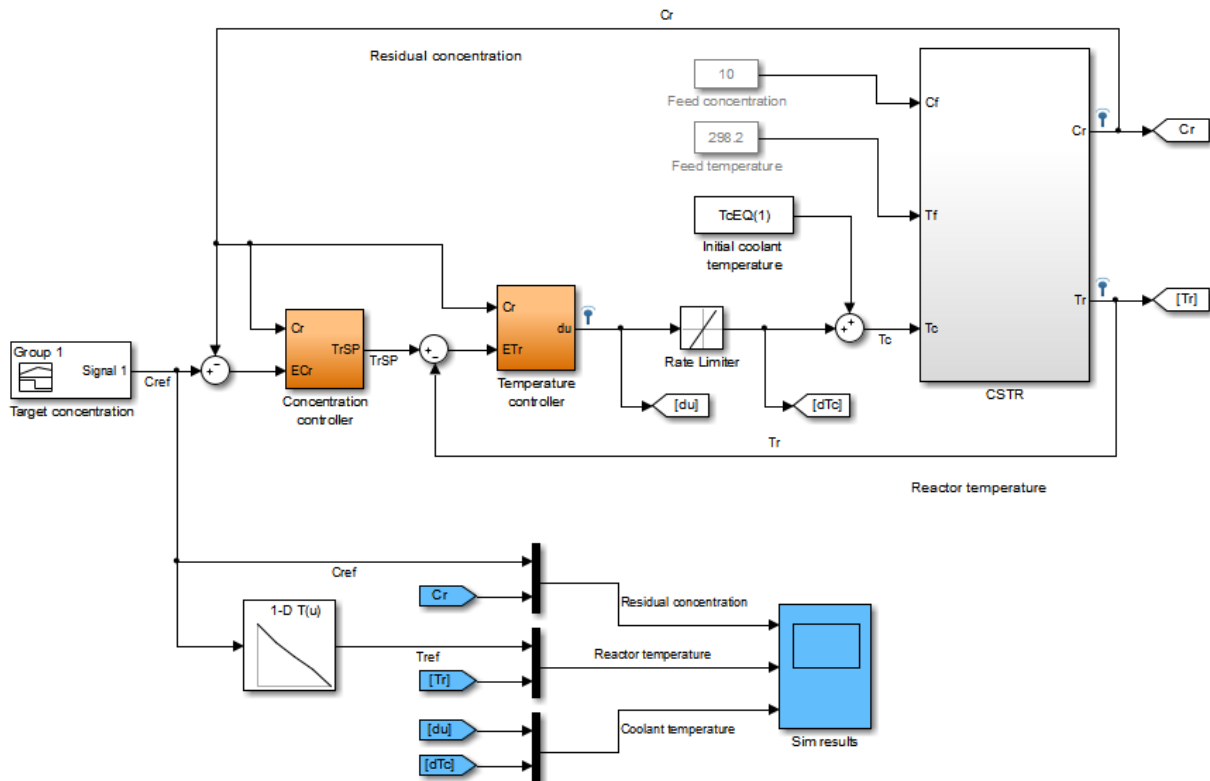 Cr
Residual concentration
10
Feed concentration
298.2
Feed temperature
TcEQ(1)
Initial coolant
temperature
Cf
Tf
Tc
Cr
Tr
CSTR
Cr
[Tr]
Group 1
Signal 1
Target concentration
Cref
+
-
Cr
ECr
TrSP
Concentration
controller
TrSP
+
-
Cr
ETr
du
Temperature
controller
Rate Limiter
+
+
Tc
[du]
[dTc]
Tr
Reactor temperature
Cref
Cr
Residual concentration
1-D T(u)
Tref
[Tr]
Reactor temperature
[du]
[dTc]
Coolant temperature
Sim results